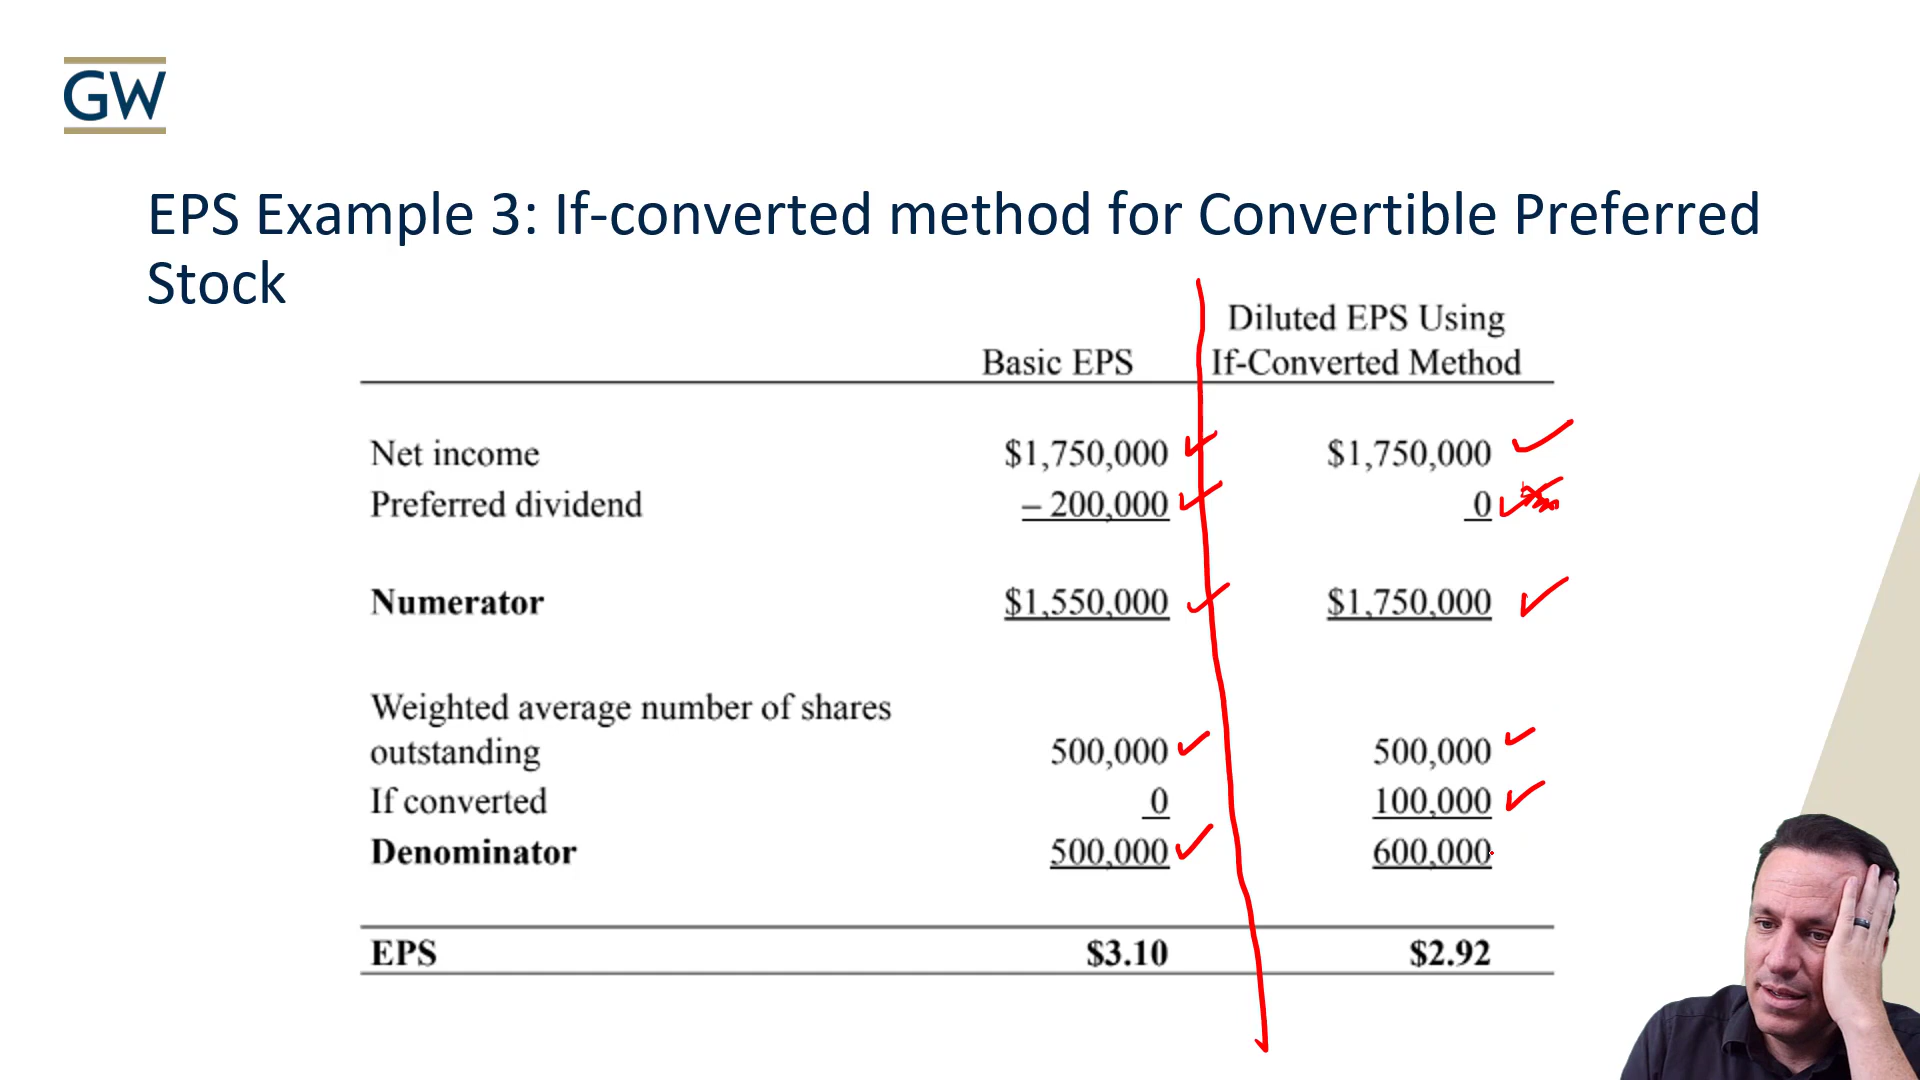 GW
EPS Example 3: If-converted method for Convertible Preferred
Stock
Diluted EPS Using
Basic EPS If-Converted Method
Net income $1,750,000 $1,750,000
Preferred dividend – 200,000 0
Numerator $1,550,000 $1,750,000
Weighted average number of shares
outstanding 500,000 500,000
If converted 0 100,000
Denominator 500,000 600,000
EPS $3.10 $2.92